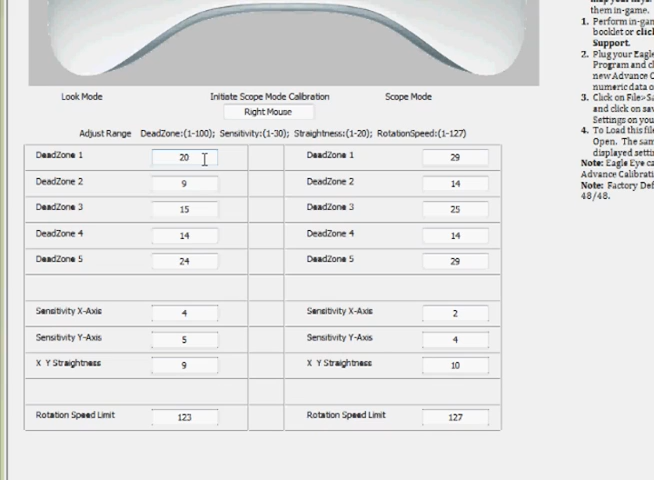 Look Mode Initiate Scope Mode Calibration Scope Mode
Right Mouse
Adjust Range DeadZone:(1-100); Sensitivity:(1-30); Straightness:(1-20); RotationSpeed:(1-127)
DeadZone 1 20 DeadZone 1 29
DeadZone 2 9 DeadZone 2 14
DeadZone 3 15 DeadZone 3 25
DeadZone 4 14 DeadZone 4 14
DeadZone 5 24 DeadZone 5 29
Sensitivity X-Axis 4 Sensitivity X-Axis 2
Sensitivity Y-Axis 5 Sensitivity Y-Axis 4
X Y Straightness 9 X Y Straightness 10
Rotation Speed Limit 123 Rotation Speed Limit 127
them in-game.
1. Perform in-gam
booklet or click
Support.
2. Plug your Eagle
Program and cl
new Advance C
numeric data o
3. Click on File>Sa
and click on sav
Settings on you
4. To Load this file
Open. The sam
displayed setti
Note: Eagle Eye ca
Advance Calibrati
Note: Factory Def
48/48.